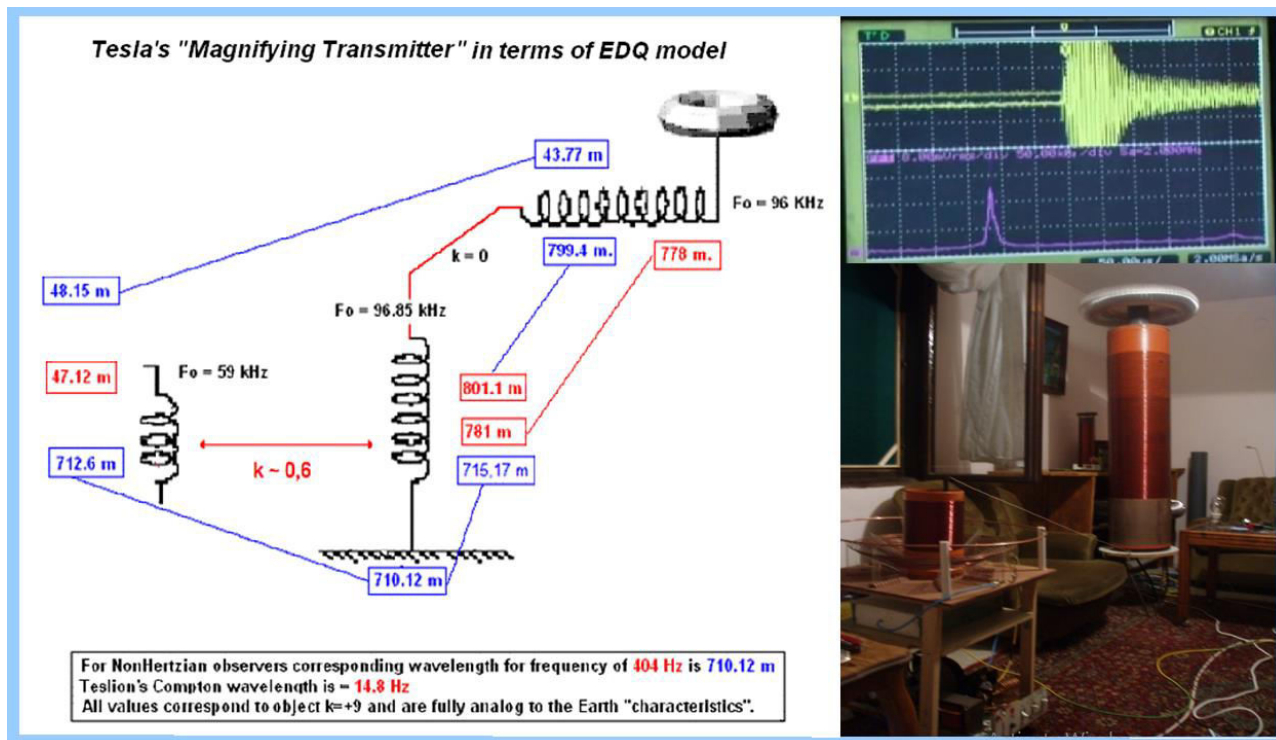 Tesla's "Magnifying Transmitter" in terms of EDQ model
43.77 m
Fo = 96 KHz
k = 0
799.4 m.
778 m.
48.15 m
Fo = 96.85 kHz
47.12 m
Fo = 59 kHz
801.1 m
781 m
712.6 m
k ~ 0,6
715,17 m
710.12 m
For NonHertzian observers corresponding wavelength for frequency of 404 Hz is 710.12 m
Teslion's Compton wavelength is = 14.8 Hz
All values correspond to object k=+9 and are fully analog to the Earth "characteristics".
CH1
2.00MSa/s